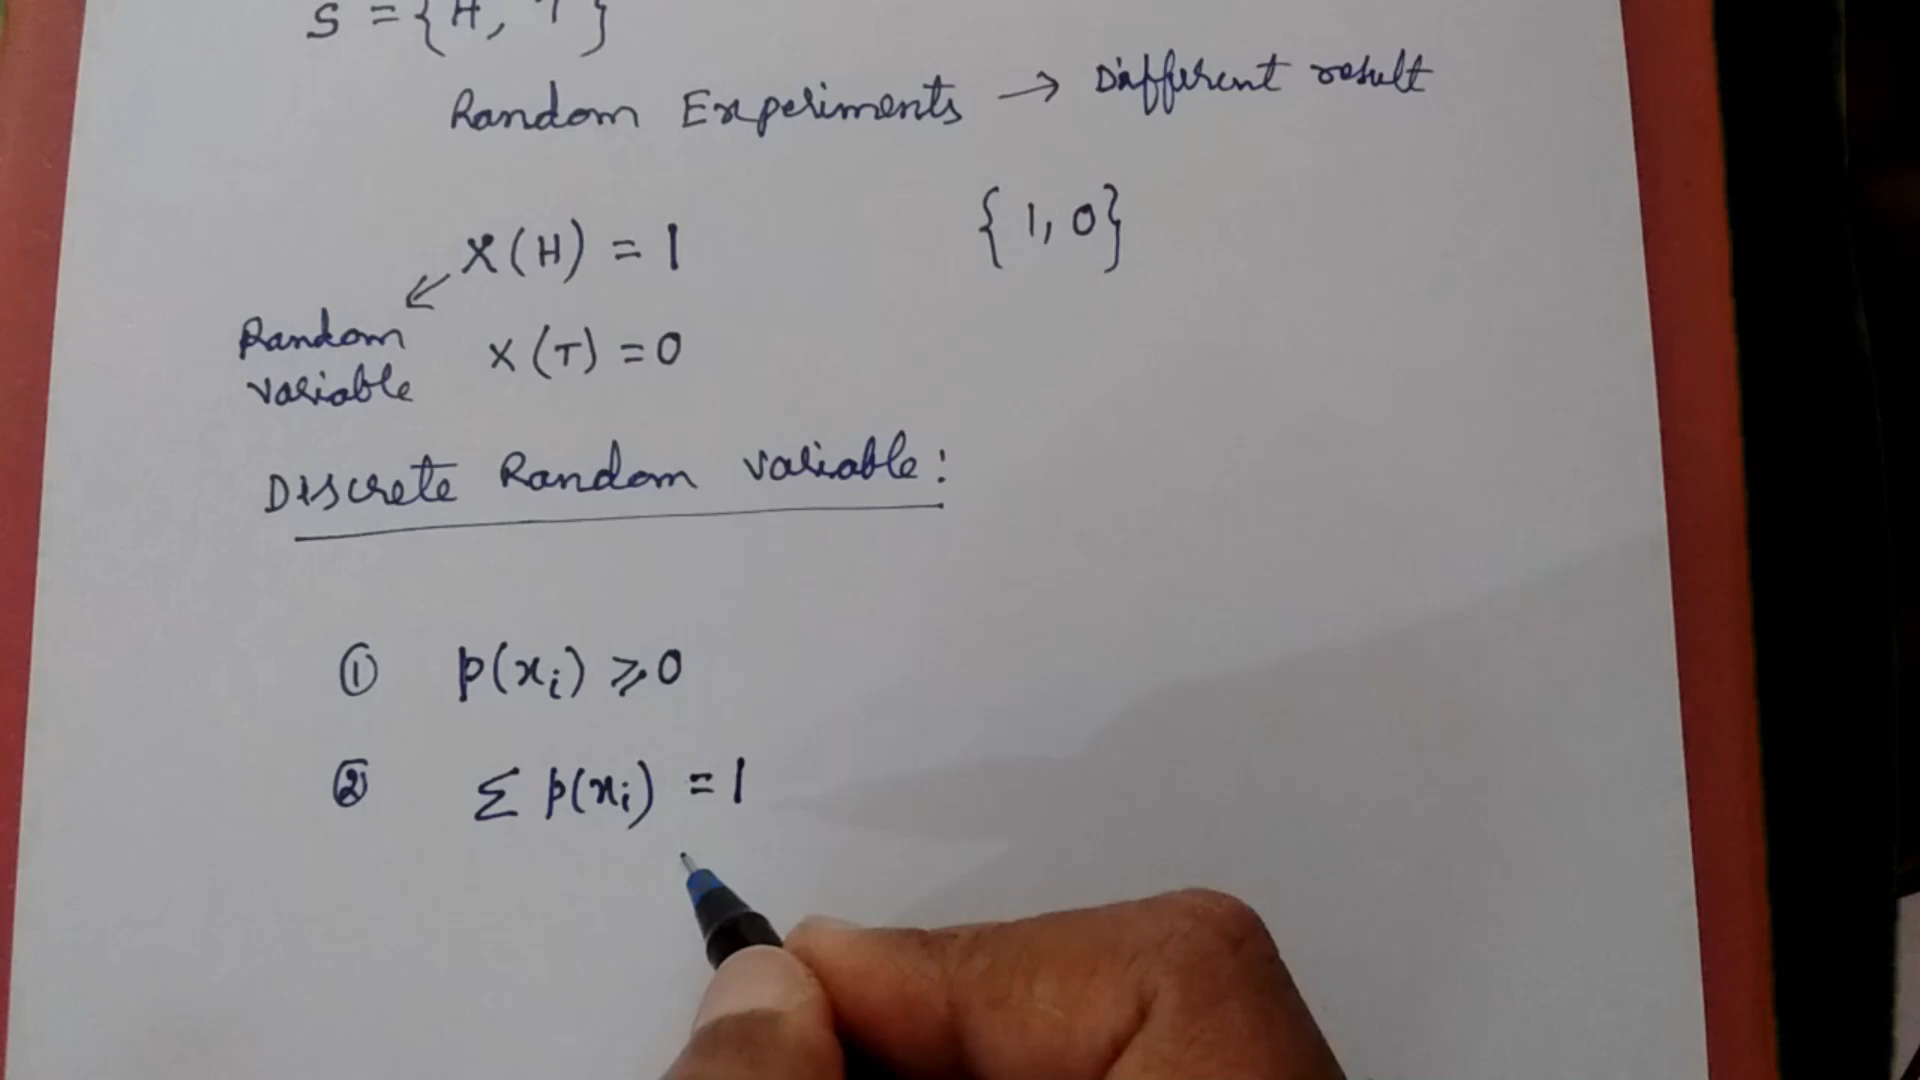 S = {H, T}
Random Experiments → Different result
X(H) = 1 {1, 0}
Random variable
X(T) = 0
Discrete Random variable:
① p(xi) ⩾ 0
② Σ p(xi) = 1